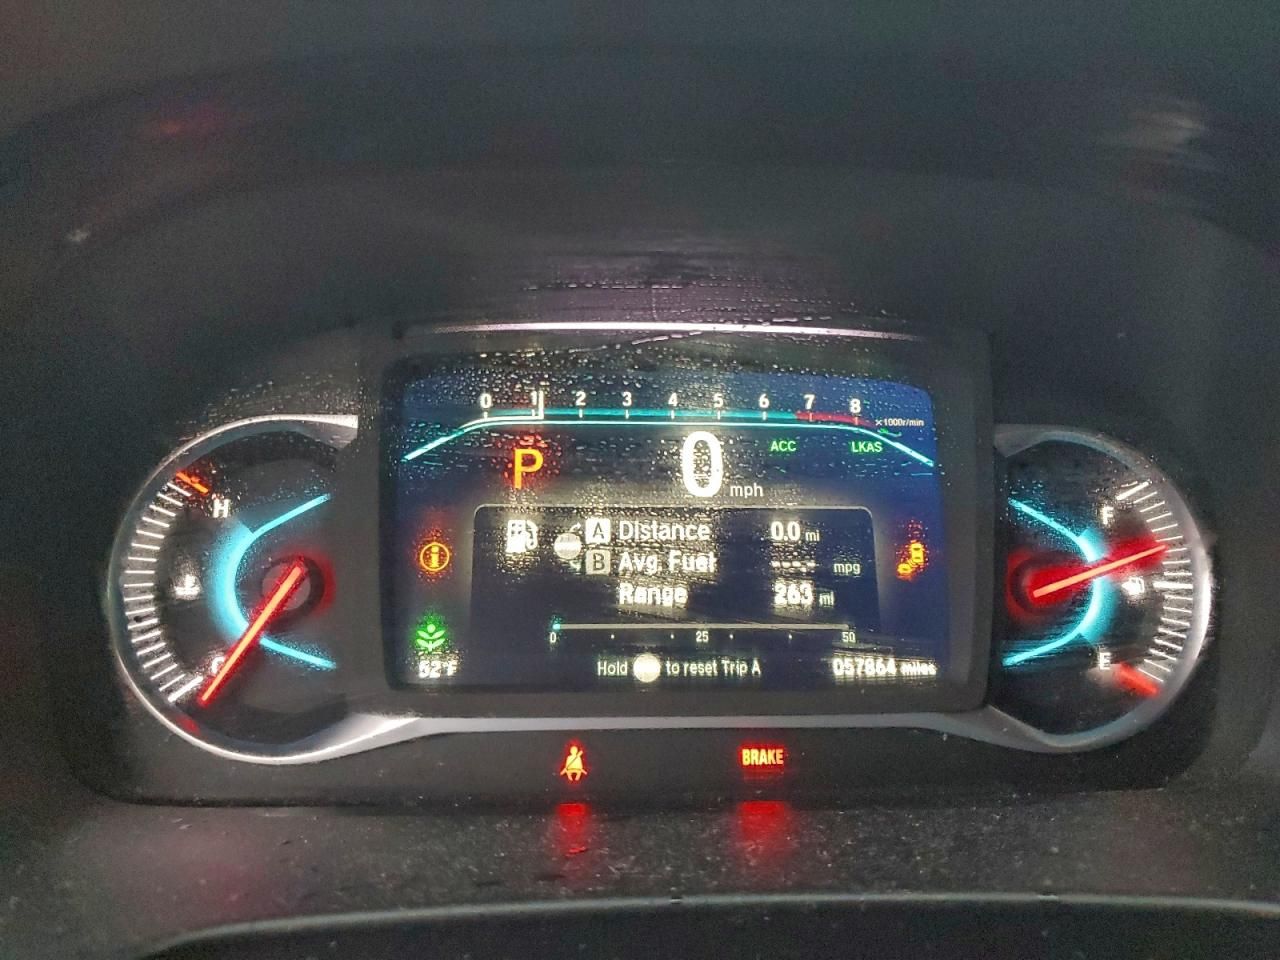 0 1 2 3 4 5 6 7 8
×1000r/min
P
0 mph
ACC
LKAS
H
C
F
E
A Distance 0.0 mi
B Avg. Fuel ---.- mpg
Range 263 mi
0 25 50
52°F
Hold to reset Trip A
057864 miles
BRAKE